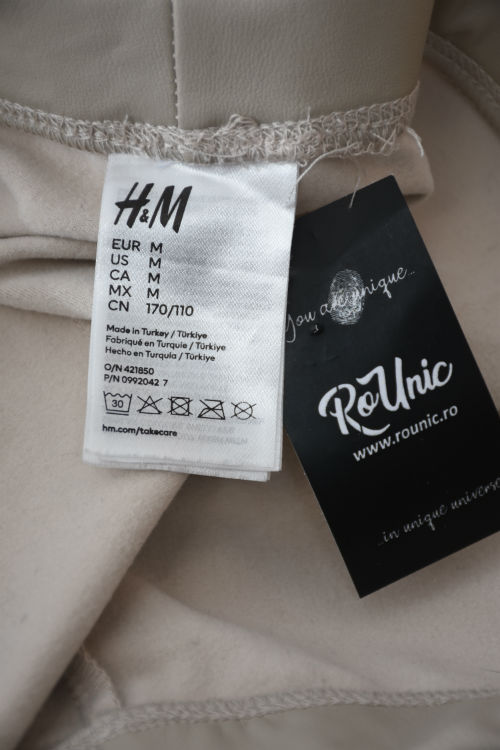 H&M
EUR M
US M
CA M
MX M
CN 170/110
Made in Turkey / Türkiye
Fabriqué en Turquie / Türkiye
Hecho en Turquía / Türkiye
O/N 421850
P/N 0992042 7
30
hm.com/takecare
You are unique...
RoUnic
www.rounic.ro
...in unique universe